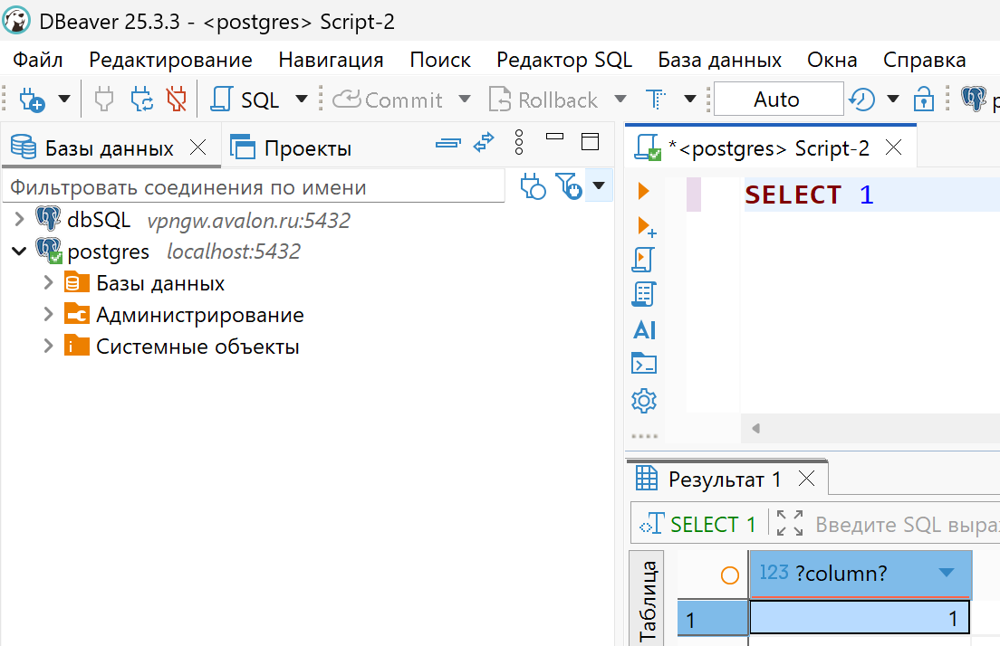 DBeaver 25.3.3 - <postgres> Script-2
Файл Редактирование Навигация Поиск Редактор SQL База данных Окна Справка
SQL Commit Rollback T Auto
Базы данных Проекты
*<postgres> Script-2
Фильтровать соединения по имени
SELECT 1
dbSQL vpngw.avalon.ru:5432
postgres localhost:5432
Базы данных
Администрирование
Системные объекты
AI
Результат 1
SELECT 1 Введите SQL
Таблица
123 ?column?
1 1